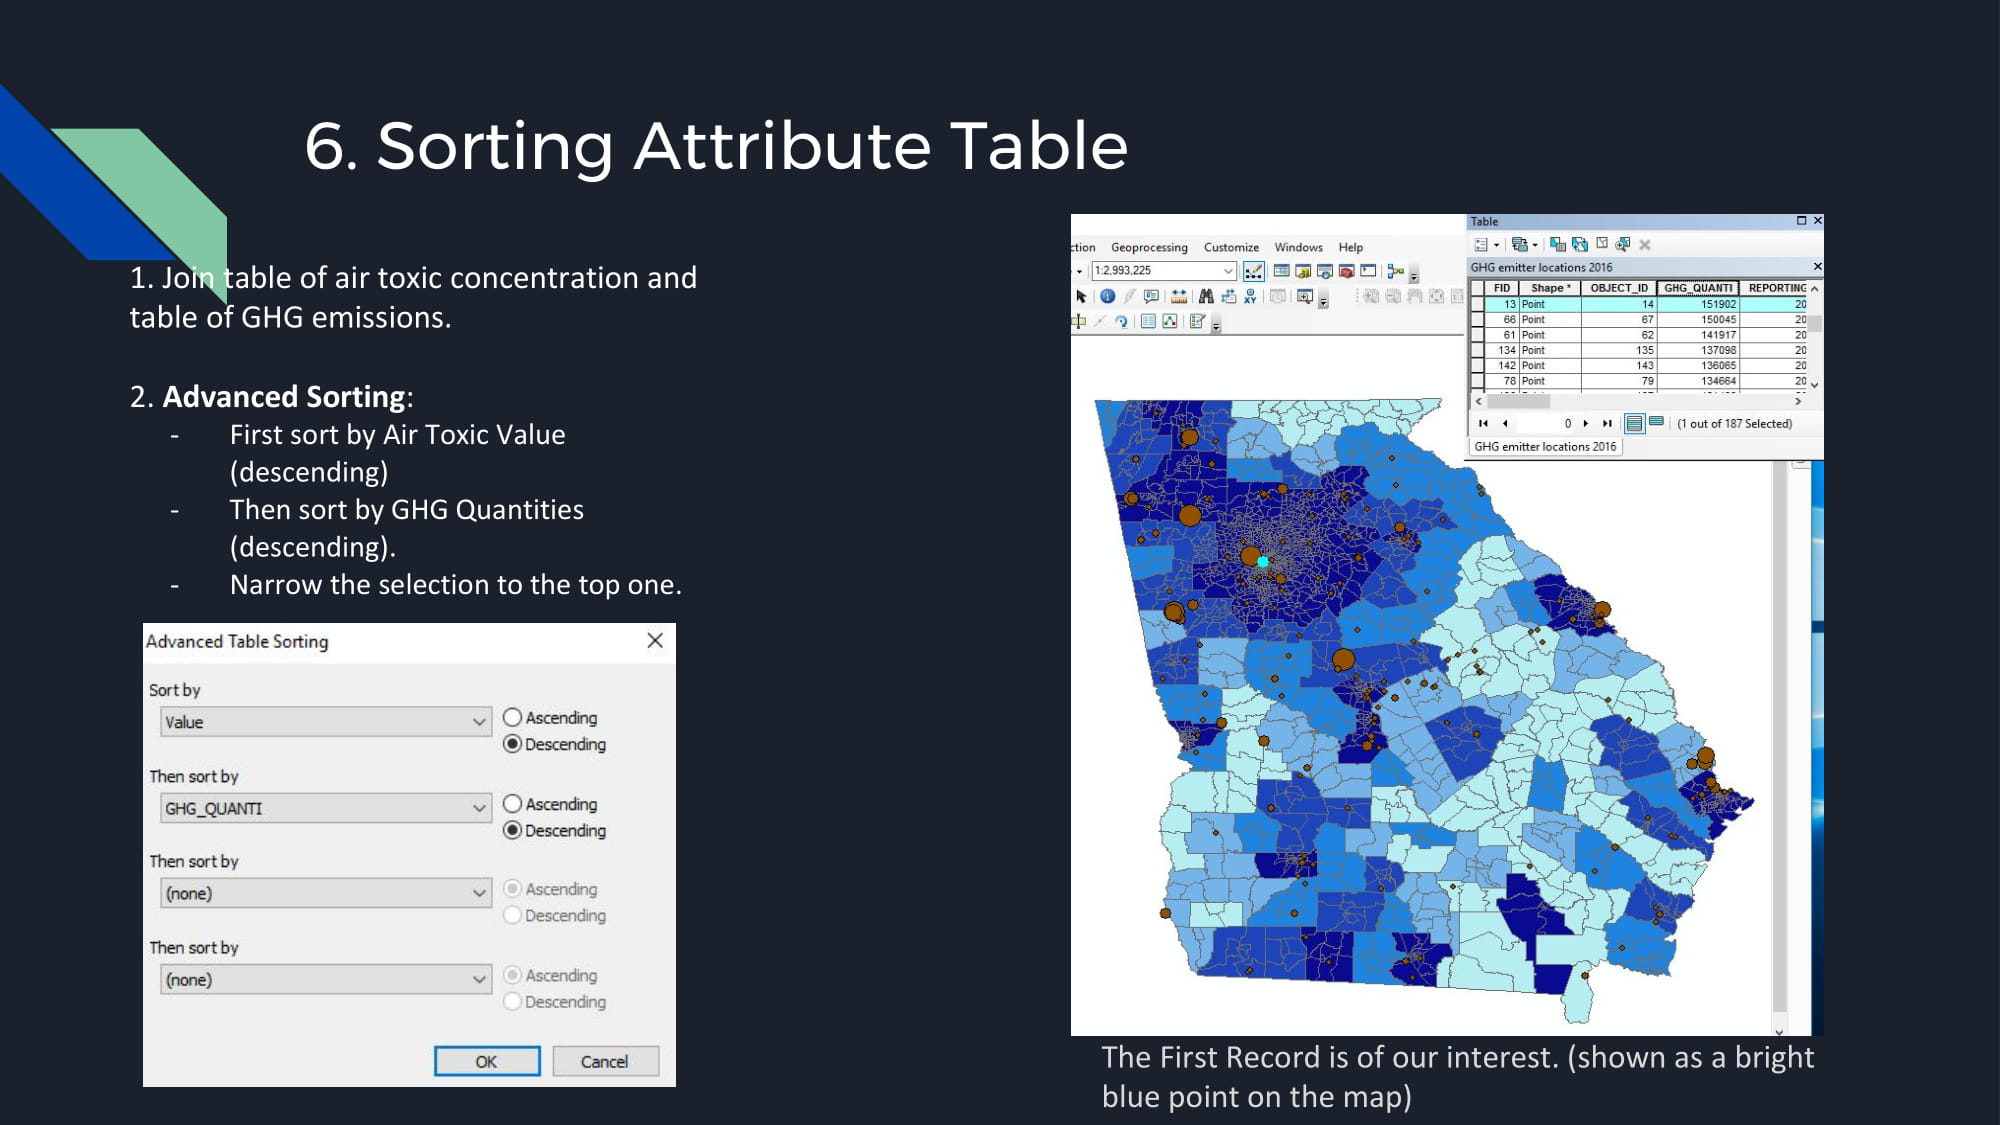 6. Sorting Attribute Table
1. Join table of air toxic concentration and
table of GHG emissions.
2. Advanced Sorting:
- First sort by Air Toxic Value
(descending)
- Then sort by GHG Quantities
(descending).
- Narrow the selection to the top one.
Advanced Table Sorting
Sort by
Value
Ascending
Descending
Then sort by
GHG_QUANTI
Ascending
Descending
Then sort by
(none)
Ascending
Descending
Then sort by
(none)
Ascending
Descending
OK Cancel
ction Geoprocessing Customize Windows Help
1:2,993,225
Table
GHG emitter locations 2016
FID Shape * OBJECT_ID GHG_QUANTI REPORTING
13 Point 14 151902 20
66 Point 67 150045 20
61 Point 62 141917 20
134 Point 135 137098 20
142 Point 143 136065 20
78 Point 79 134664 20
0 (1 out of 187 Selected)
GHG emitter locations 2016
The First Record is of our interest. (shown as a bright
blue point on the map)